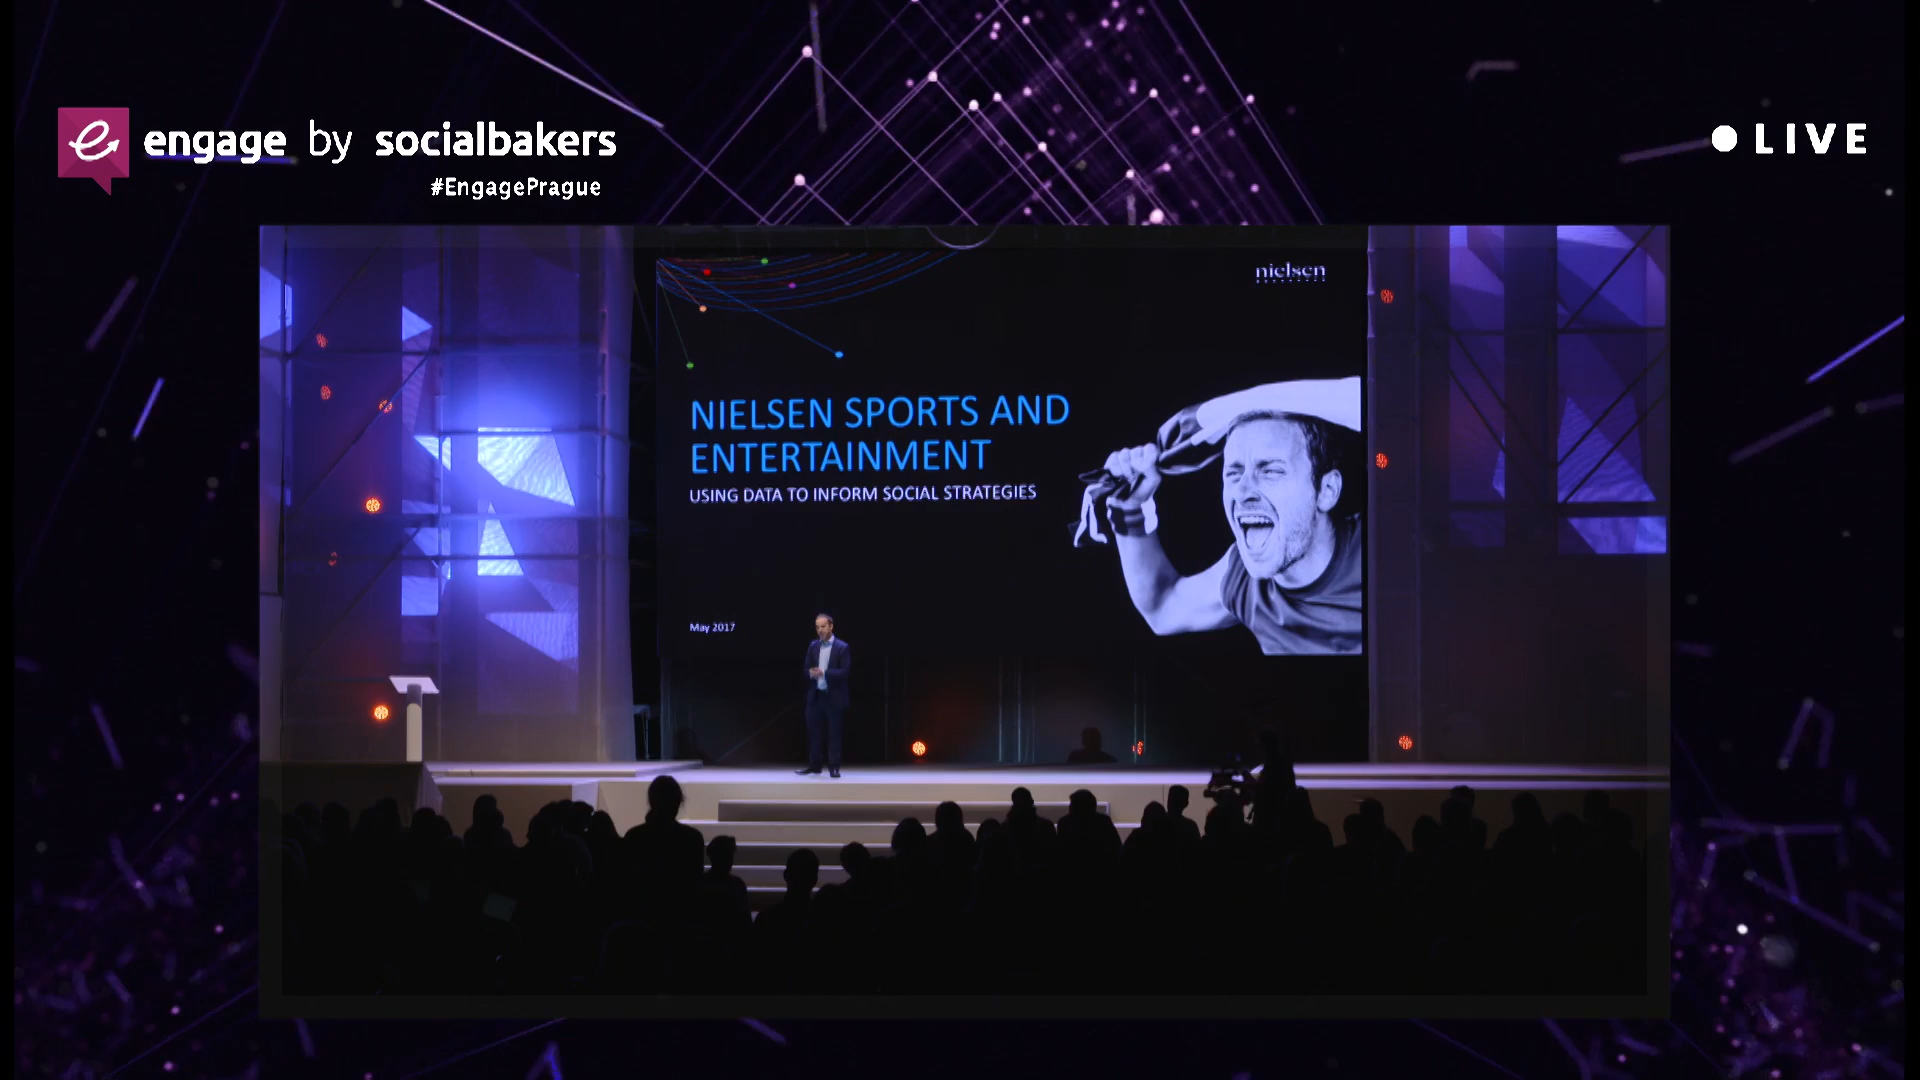 engage by socialbakers
#EngagePrague
LIVE
nielsen
NIELSEN SPORTS AND
ENTERTAINMENT
USING DATA TO INFORM SOCIAL STRATEGIES
May 2017